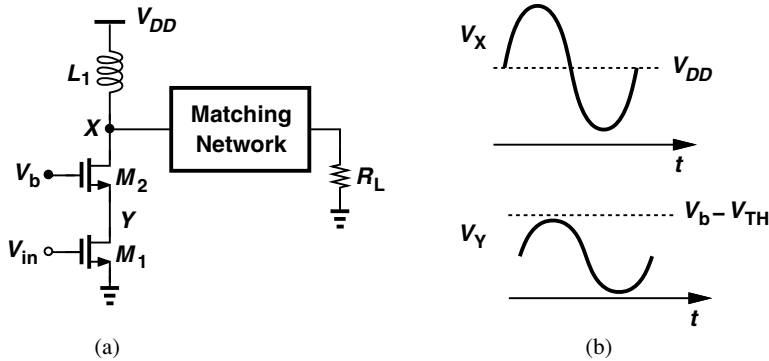 V_DD
L_1
X
Matching
Network
V_b
M_2
R_L
Y
V_in
M_1
(a)
V_X
V_DD
t
V_b – V_TH
V_Y
t
(b)